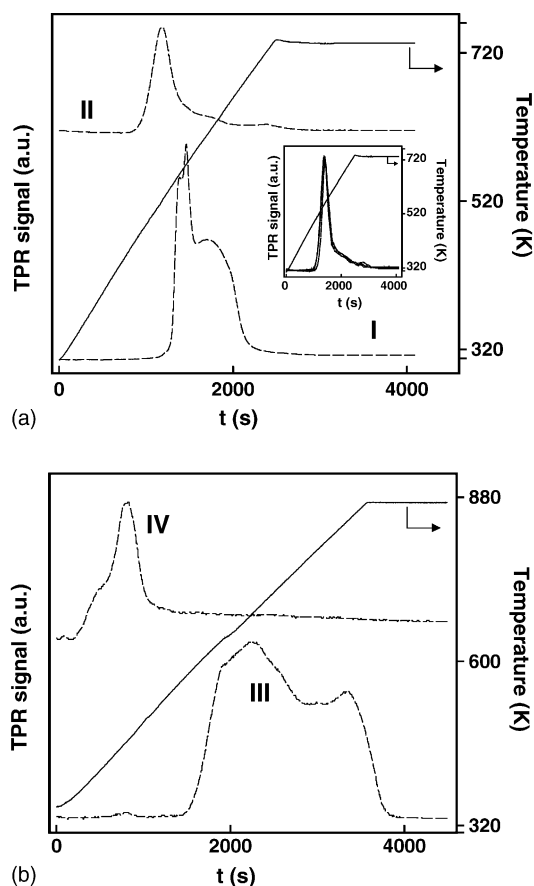 II
I
TPR signal (a.u.)
Temperature (K)
720
520
320
0
2000
4000
t (s)
TPR signal (a.u.)
Temperature (K)
720
520
320
0
2000
4000
t (s)
(a)
IV
III
TPR signal (a.u.)
Temperature (K)
880
600
320
0
2000
4000
t (s)
(b)